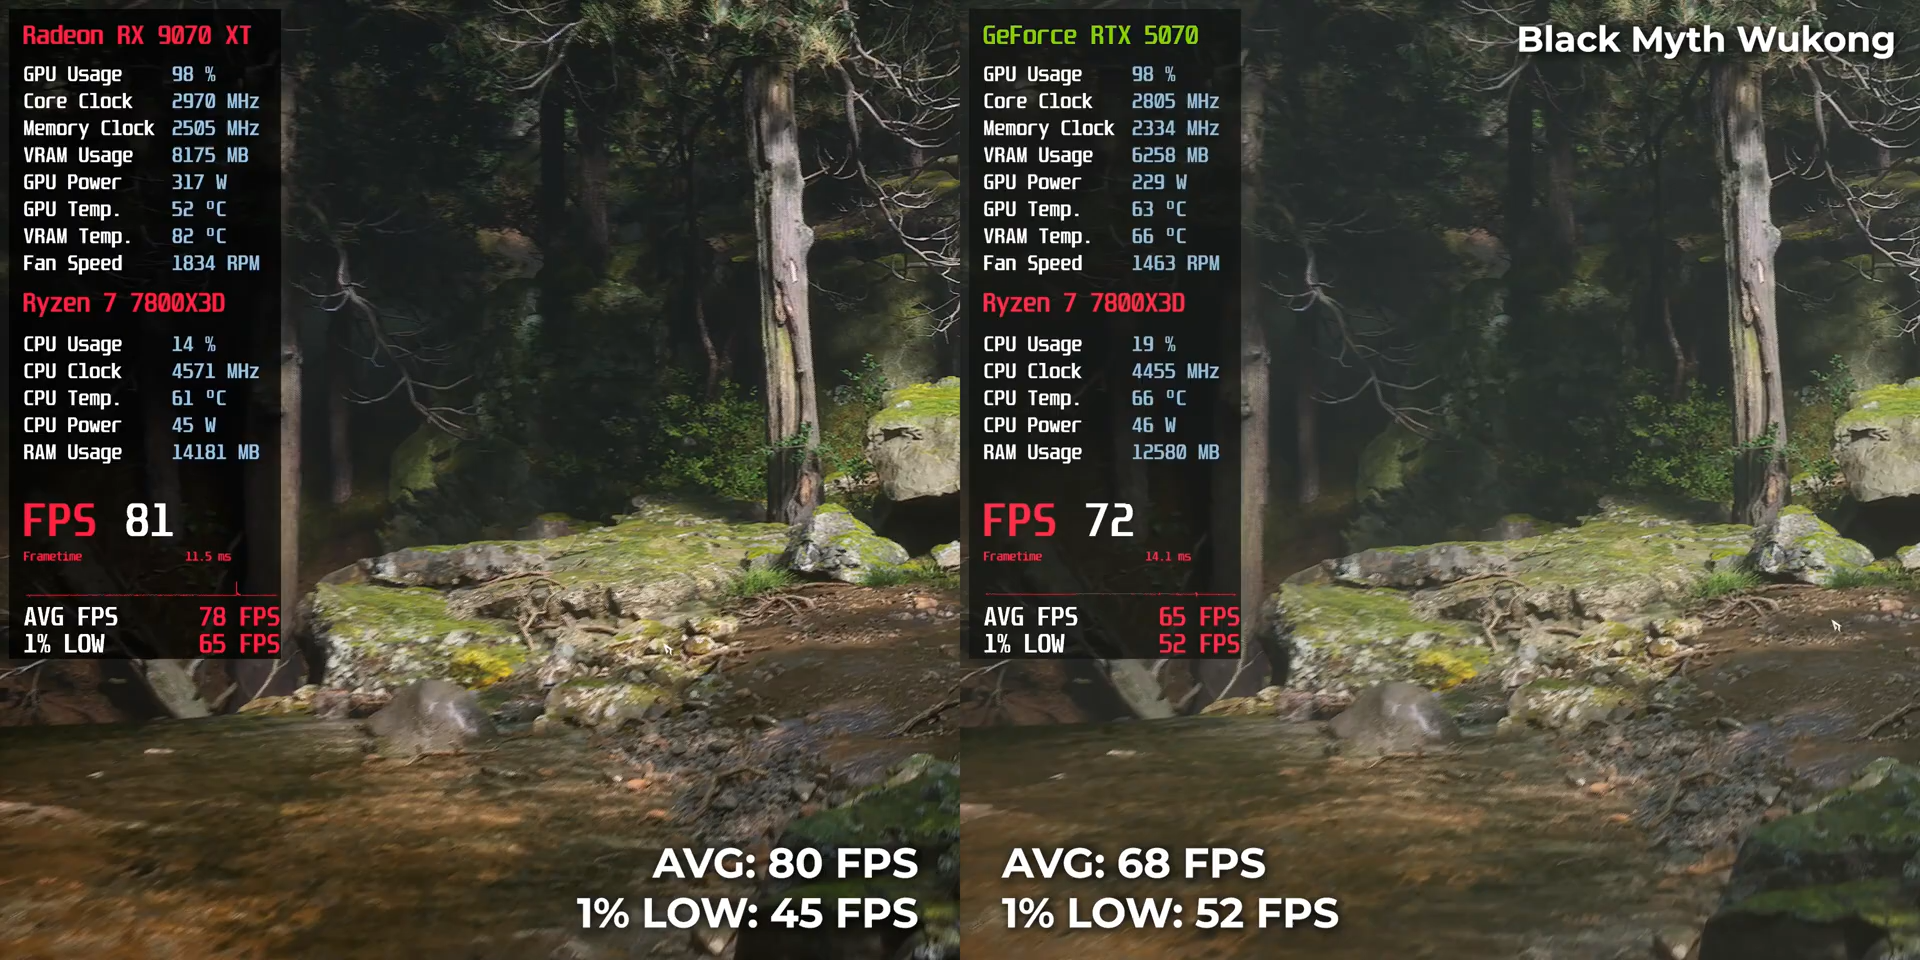 Radeon RX 9070 XT
GPU Usage 98 %
Core Clock 2970 MHz
Memory Clock 2505 MHz
VRAM Usage 8175 MB
GPU Power 317 W
GPU Temp. 52 ºC
VRAM Temp. 82 ºC
Fan Speed 1834 RPM
Ryzen 7 7800X3D
CPU Usage 14 %
CPU Clock 4571 MHz
CPU Temp. 61 ºC
CPU Power 45 W
RAM Usage 14181 MB
FPS 81
Frametime 11.5 ms
AVG FPS 78 FPS
1% LOW 65 FPS
AVG: 80 FPS
1% LOW: 45 FPS
GeForce RTX 5070
GPU Usage 98 %
Core Clock 2805 MHz
Memory Clock 2334 MHz
VRAM Usage 6258 MB
GPU Power 229 W
GPU Temp. 63 ºC
VRAM Temp. 66 ºC
Fan Speed 1463 RPM
Ryzen 7 7800X3D
CPU Usage 19 %
CPU Clock 4455 MHz
CPU Temp. 66 ºC
CPU Power 46 W
RAM Usage 12580 MB
FPS 72
Frametime 14.1 ms
AVG FPS 65 FPS
1% LOW 52 FPS
Black Myth Wukong
AVG: 68 FPS
1% LOW: 52 FPS